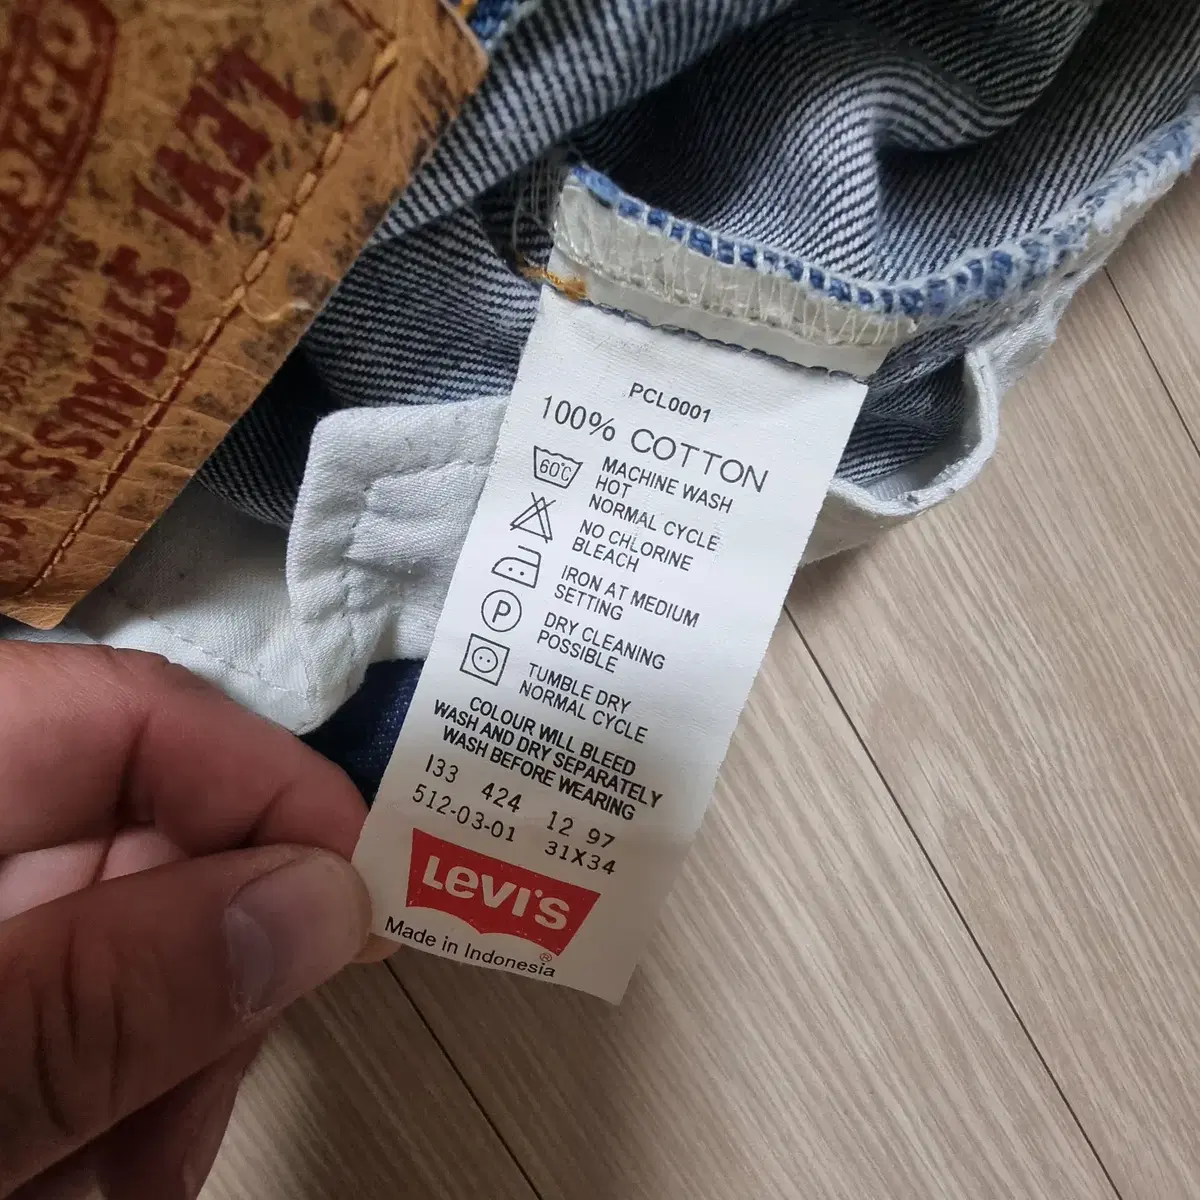 LEVI
STRAUSS
PCL0001
100% COTTON
60°C
MACHINE WASH
HOT
NORMAL CYCLE
NO CHLORINE
BLEACH
IRON AT MEDIUM
SETTING
P
DRY CLEANING
POSSIBLE
TUMBLE DRY
NORMAL CYCLE
COLOUR WILL BLEED
WASH AND DRY SEPARATELY
WASH BEFORE WEARING
133 424 12 97
512-03-01 31X34
LEVI'S
®
Made in Indonesia